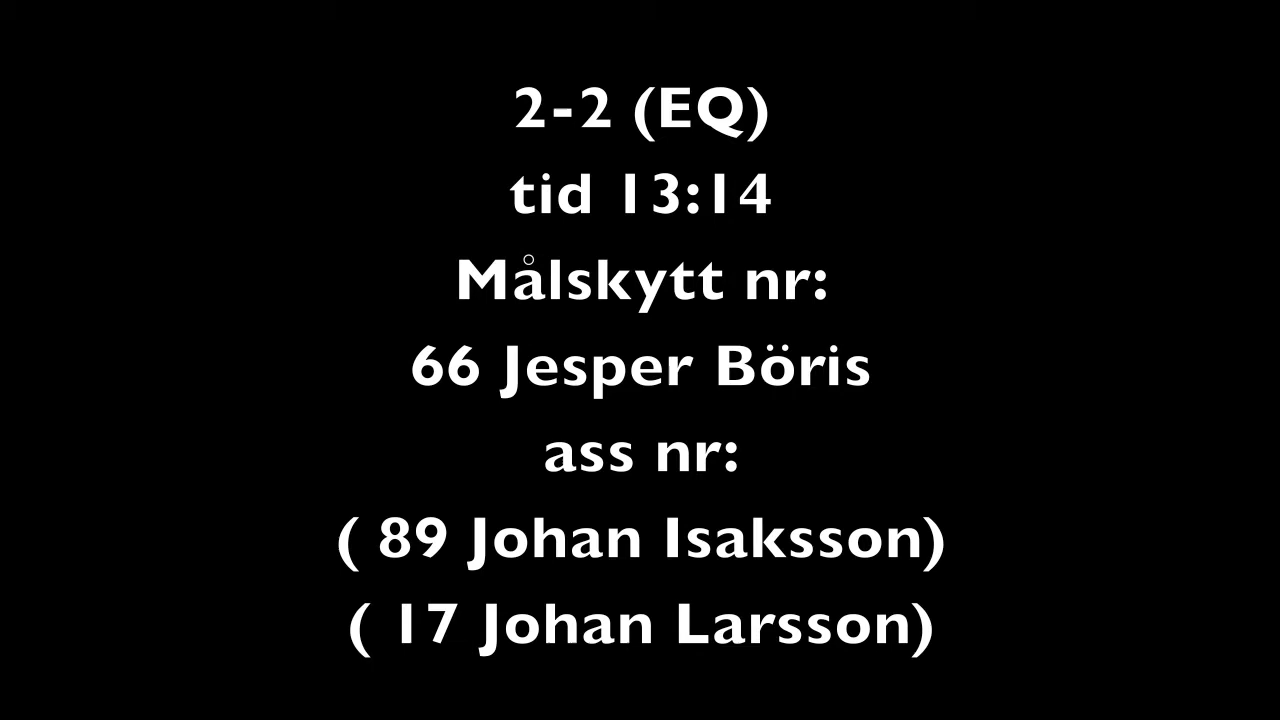 2-2 (EQ)
tid 13:14
Målskytt nr:
66 Jesper Böris
ass nr:
( 89 Johan Isaksson)
( 17 Johan Larsson)